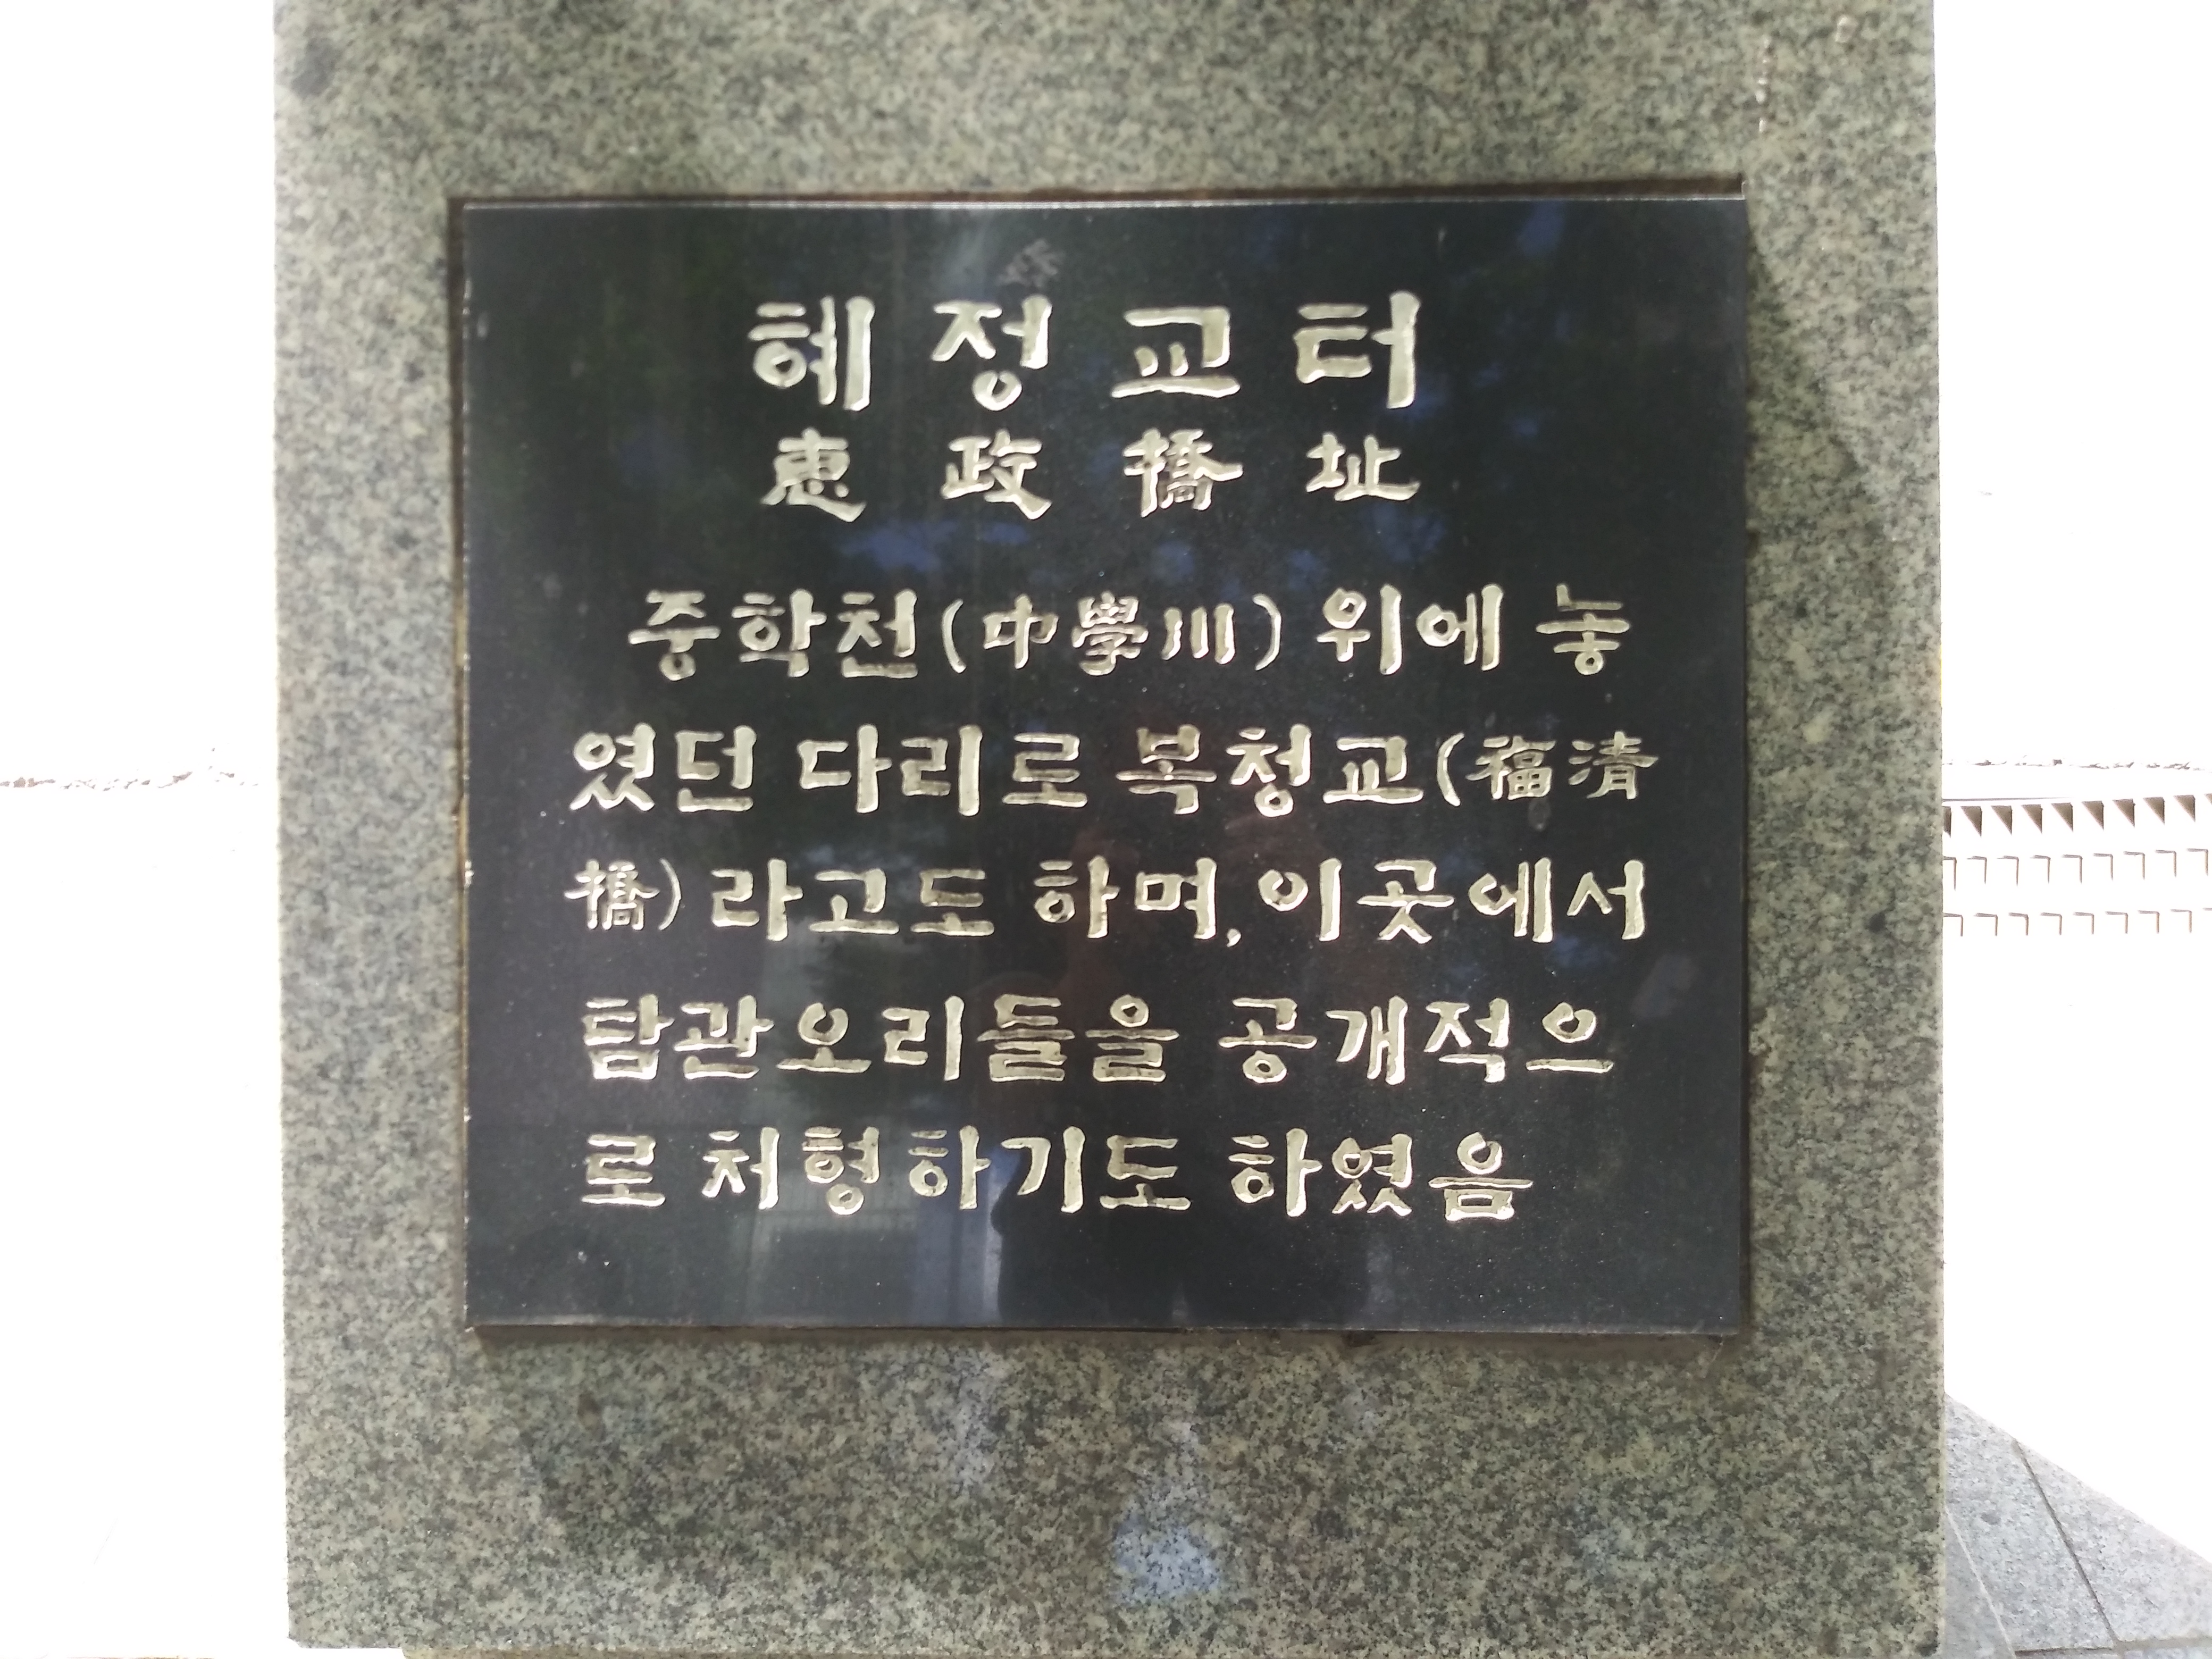 혜정교터
惠政橋址
중학천(中學川) 위에 놓
였던 다리로 복청교(福清
橋)라고도 하며, 이곳에서
탐관오리들을 공개적으
로 처형하기도 하였음